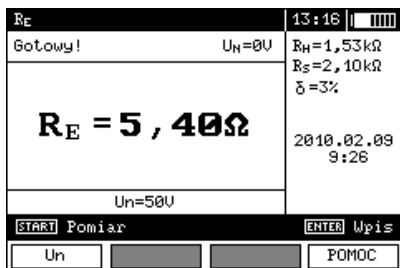 RE 13:16
Gotowy! UN=0V
RH=1,53kΩ
RS=2,10kΩ
δ=3%
RE =5,40Ω
2010.02.09
9:26
Un=50V
START Pomiar ENTER Wpis
Un POMOC